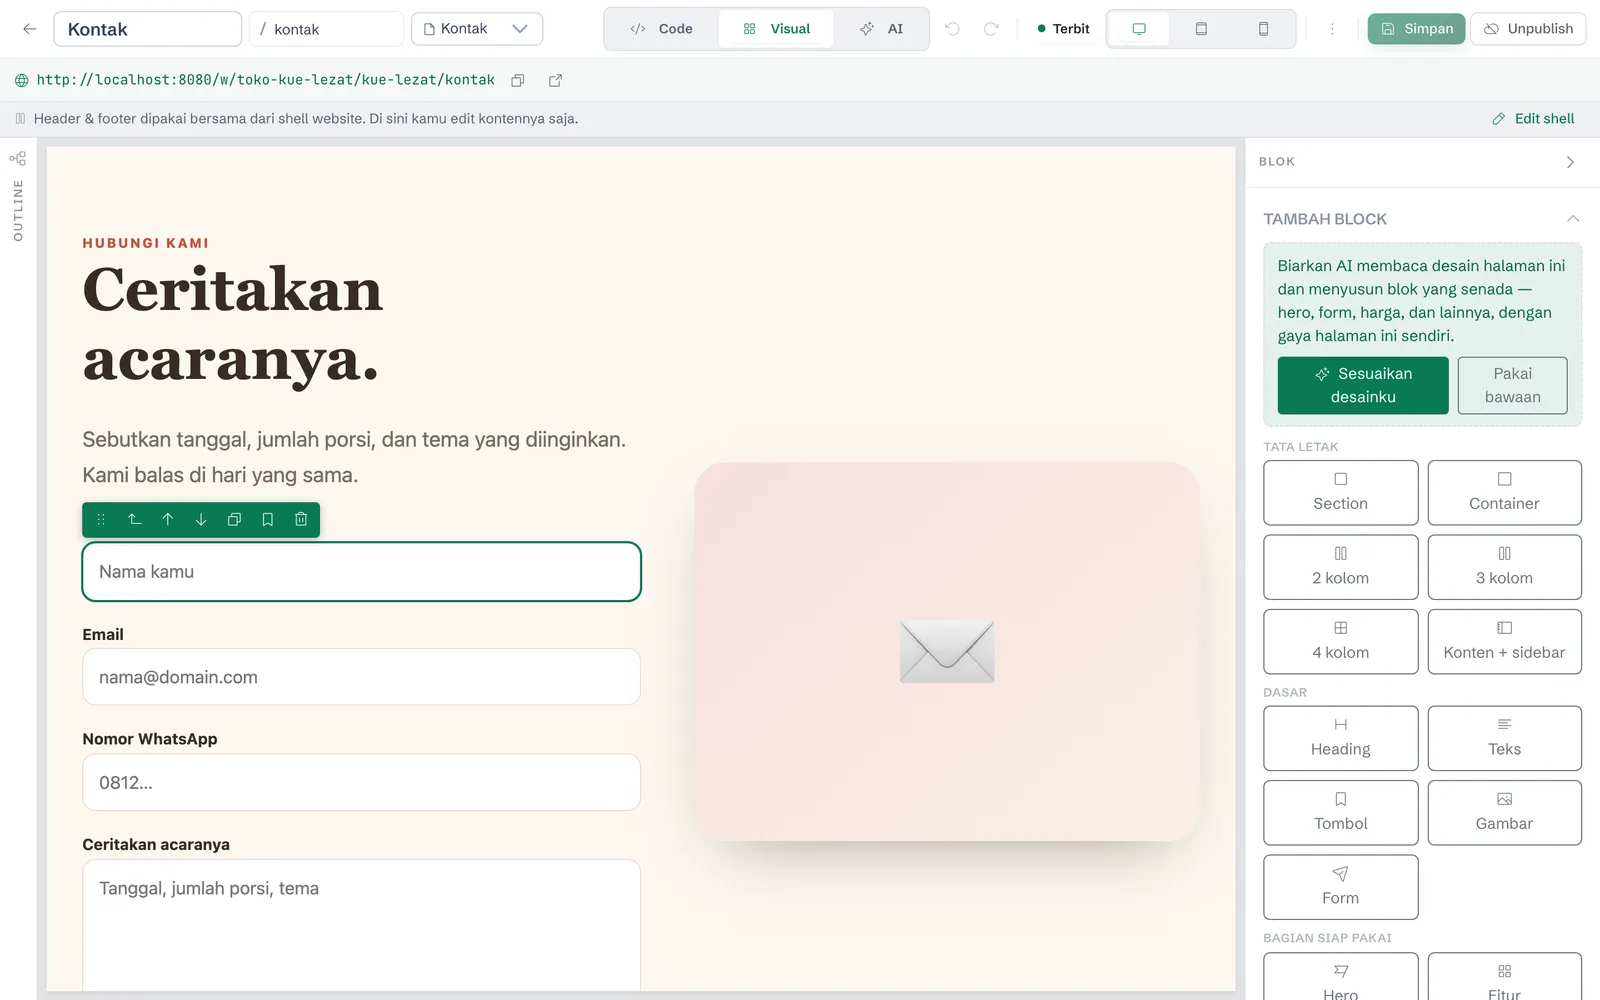 Kontak
/ kontak
Kontak
Code
Visual
AI
Terbit
Simpan
Unpublish
http://localhost:8080/w/toko-kue-lezat/kue-lezat/kontak
Header & footer dipakai bersama dari shell website. Di sini kamu edit kontennya saja.
Edit shell
OUTLINE
HUBUNGI KAMI
Ceritakan
acaranya.
Sebutkan tanggal, jumlah porsi, dan tema yang diinginkan.
Kami balas di hari yang sama.
Nama kamu
Email
nama@domain.com
Nomor WhatsApp
0812...
Ceritakan acaranya
Tanggal, jumlah porsi, tema
BLOK
TAMBAH BLOCK
Biarkan AI membaca desain halaman ini
dan menyusun blok yang senada —
hero, form, harga, dan lainnya, dengan
gaya halaman ini sendiri.
Sesuaikan
desainku
Pakai
bawaan
TATA LETAK
Section
Container
2 kolom
3 kolom
4 kolom
Konten + sidebar
DASAR
Heading
Teks
Tombol
Gambar
Form
BAGIAN SIAP PAKAI
Hero
Fitur